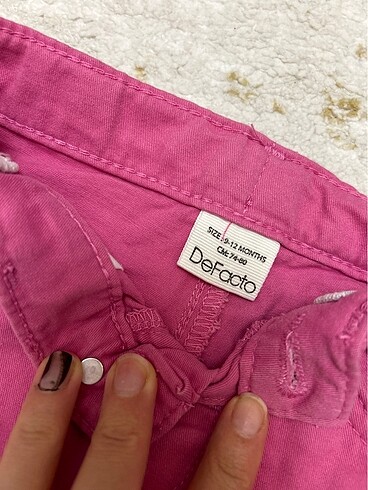 SIZE: 9-12 MONTHS
CM: 74-80
DeFacto